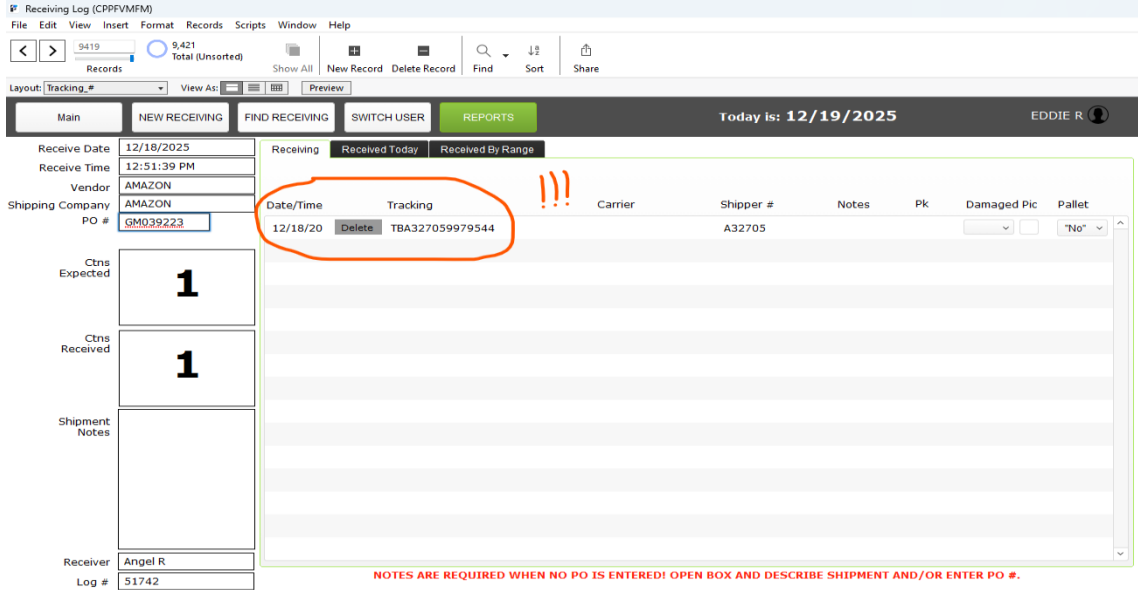 Receiving Log (CPPFVMFM)
File Edit View Insert Format Records Scripts Window Help
9419
9,421
Total (Unsorted)
Records
Show All New Record Delete Record Find Sort Share
Layout: Tracking_# View As: Preview
Main NEW RECEIVING FIND RECEIVING SWITCH USER REPORTS Today is: 12/19/2025 EDDIE R
Receive Date 12/18/2025
Receive Time 12:51:39 PM
Vendor AMAZON
Shipping Company AMAZON
PO # GM039223
Ctns
Expected
1
Ctns
Received
1
Shipment
Notes
Receiver Angel R
Log # 51742
Receiving Received Today Received By Range
!!!
Date/Time Tracking Carrier Shipper # Notes Pk Damaged Pic Pallet
12/18/20 Delete TBA327059979544 A32705 "No"
NOTES ARE REQUIRED WHEN NO PO IS ENTERED! OPEN BOX AND DESCRIBE SHIPMENT AND/OR ENTER PO #.